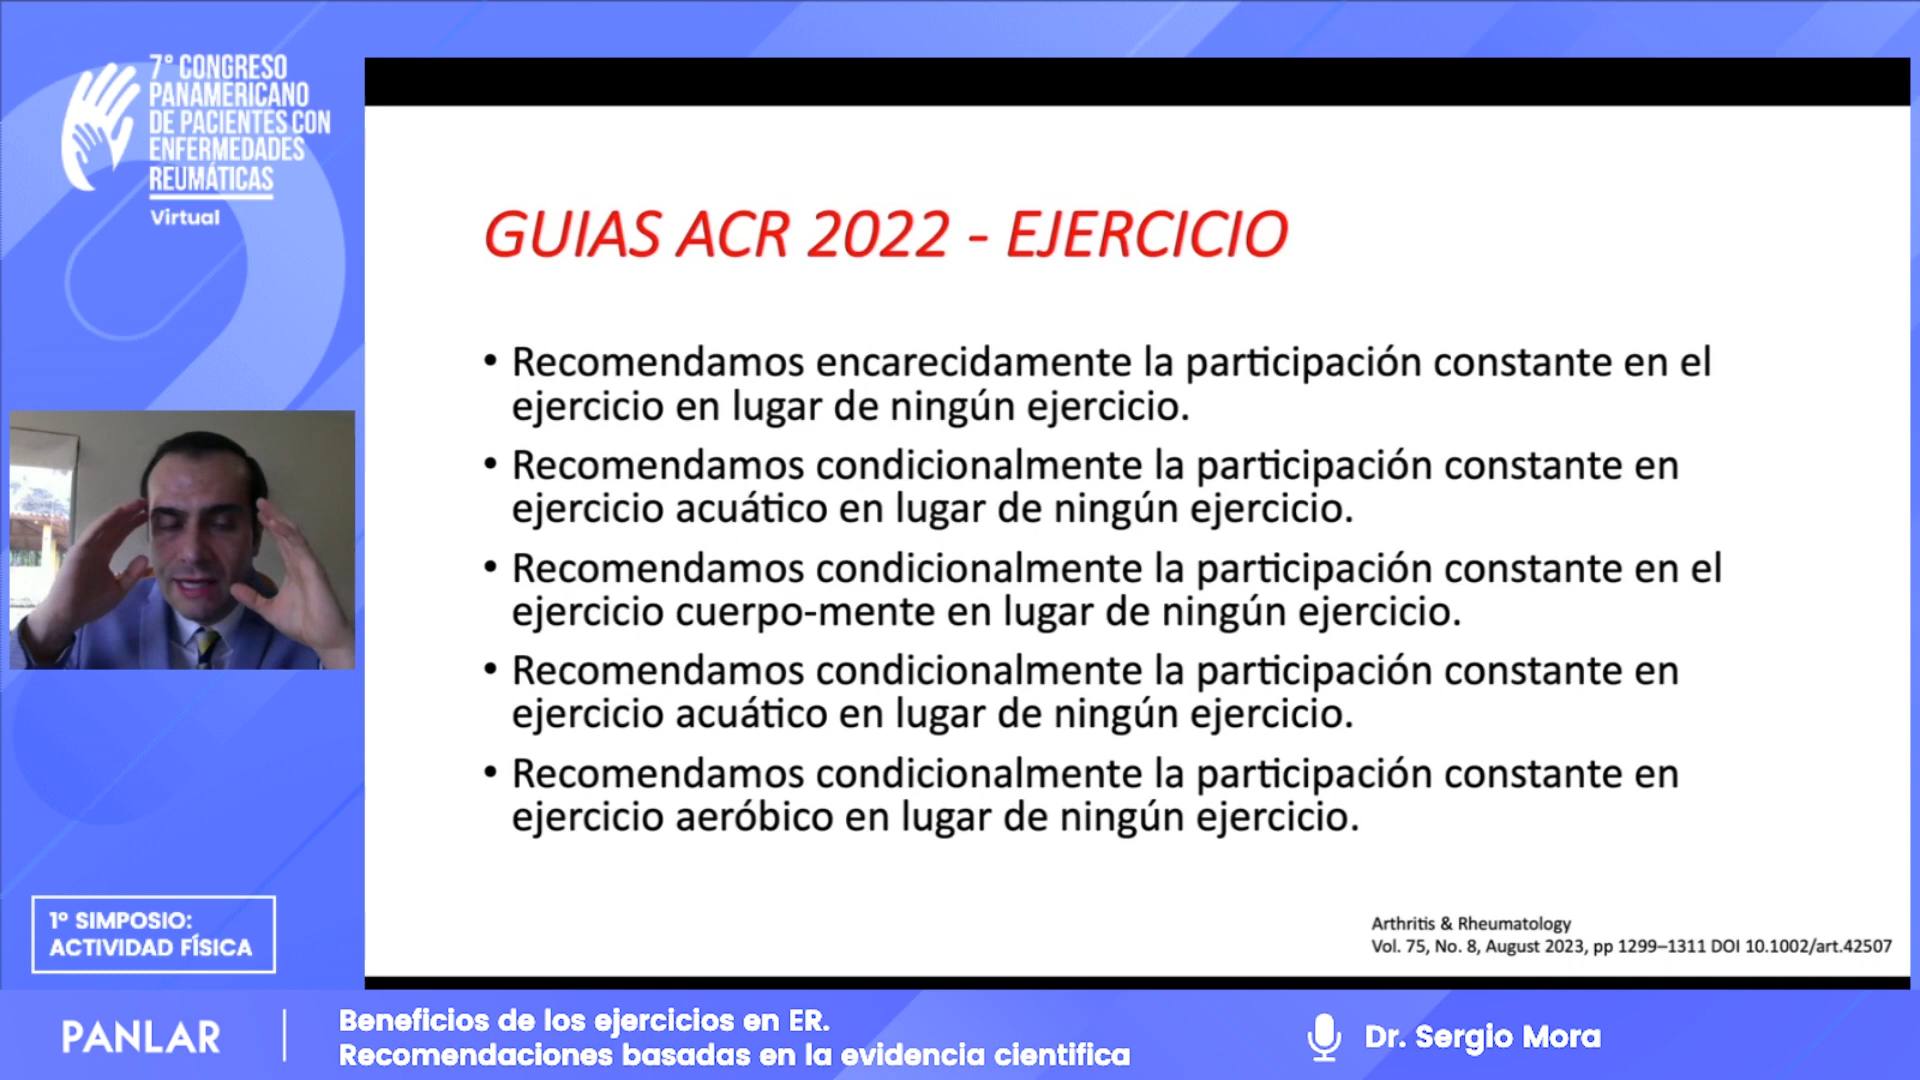 7° CONGRESO
PANAMERICANO
DE PACIENTES CON
ENFERMEDADES
REUMÁTICAS
Virtual
GUIAS ACR 2022 - EJERCICIO
• Recomendamos encarecidamente la participación constante en el
ejercicio en lugar de ningún ejercicio.
• Recomendamos condicionalmente la participación constante en
ejercicio acuático en lugar de ningún ejercicio.
• Recomendamos condicionalmente la participación constante en el
ejercicio cuerpo-mente en lugar de ningún ejercicio.
• Recomendamos condicionalmente la participación constante en
ejercicio acuático en lugar de ningún ejercicio.
• Recomendamos condicionalmente la participación constante en
ejercicio aeróbico en lugar de ningún ejercicio.
Arthritis & Rheumatology
Vol. 75, No. 8, August 2023, pp 1299–1311 DOI 10.1002/art.42507
1º SIMPOSIO:
ACTIVIDAD FÍSICA
PANLAR
Beneficios de los ejercicios en ER.
Recomendaciones basadas en la evidencia cientifica
Dr. Sergio Mora